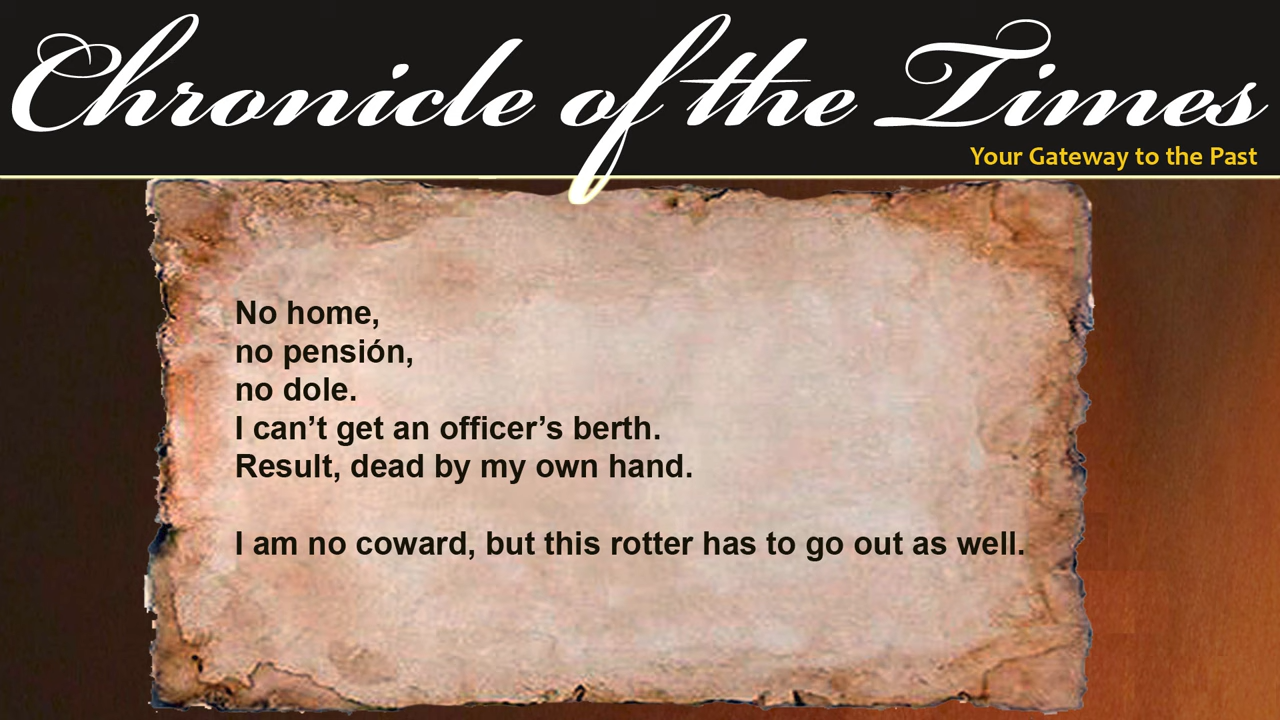 Chronicle of the Times
Your Gateway to the Past
No home,
no pensión,
no dole.
I can’t get an officer’s berth.
Result, dead by my own hand.
I am no coward, but this rotter has to go out as well.